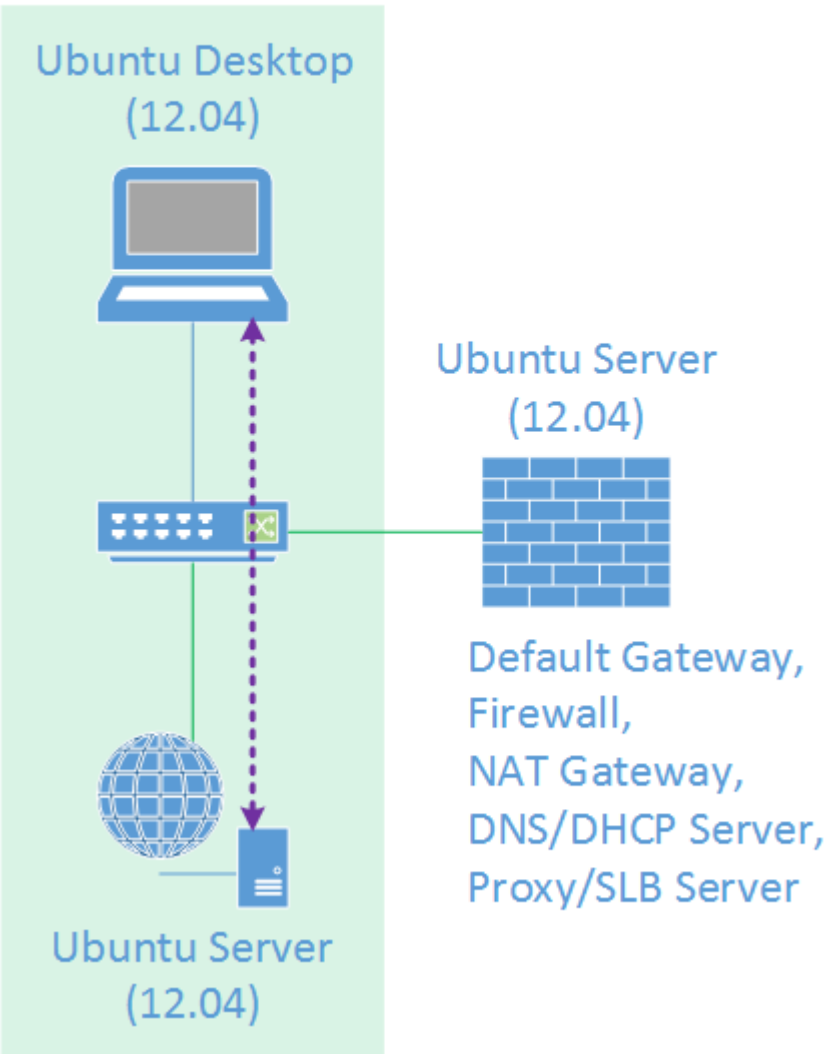 Ubuntu Desktop
(12.04)
Ubuntu Server
(12.04)
Default Gateway,
Firewall,
NAT Gateway,
DNS/DHCP Server,
Proxy/SLB Server
Ubuntu Server
(12.04)